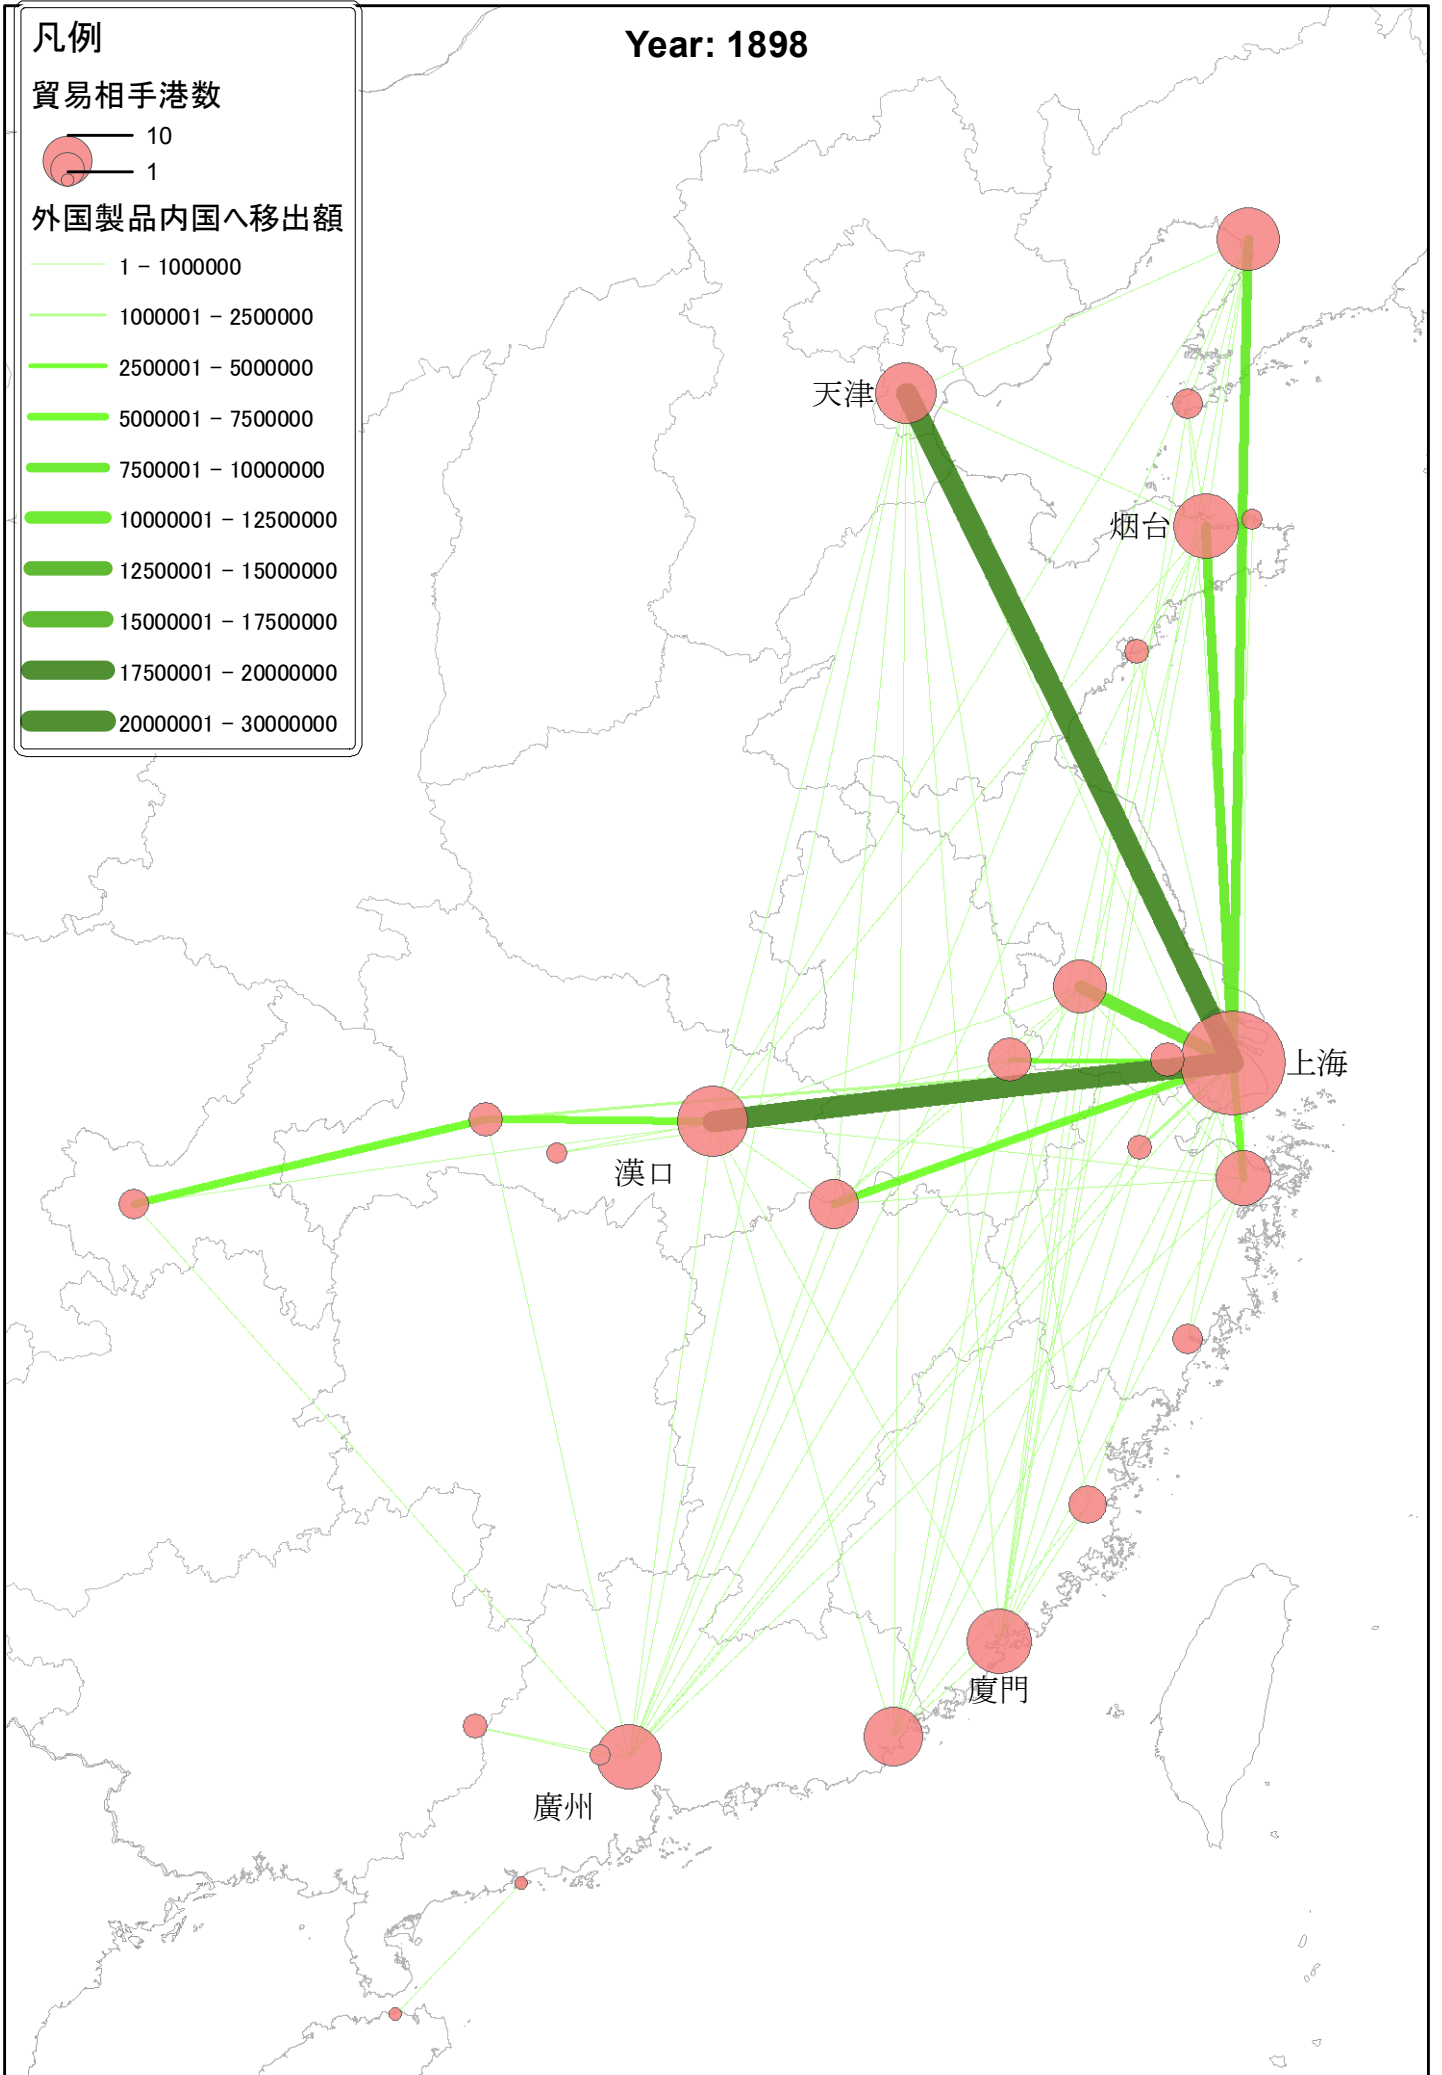 凡例
Year: 1898
貿易相手港数
10
1
外国製品内国へ移出額
1 - 1000000
1000001 - 2500000
2500001 - 5000000
5000001 - 7500000
7500001 - 10000000
10000001 - 12500000
12500001 - 15000000
15000001 - 17500000
17500001 - 20000000
20000001 - 30000000
天津
烟台
上海
漢口
廈門
廣州